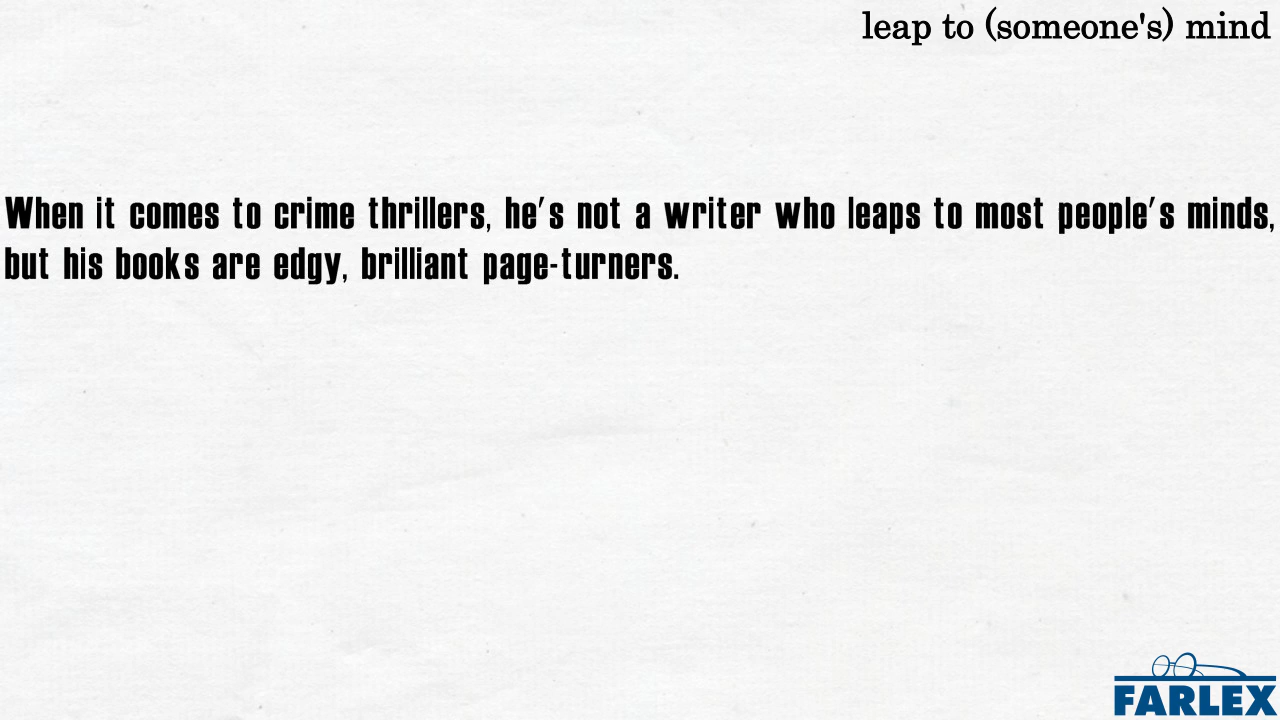 leap to (someone's) mind
When it comes to crime thrillers, he's not a writer who leaps to most people's minds,
but his books are edgy, brilliant page-turners.
FARLEX